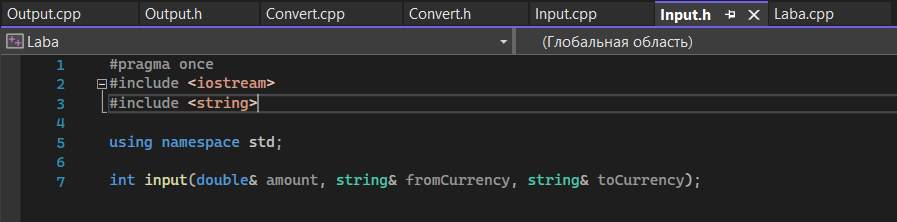 Output.cpp Output.h Convert.cpp Convert.h Input.cpp Input.h Laba.cpp
Laba (Глобальная область)
1 #pragma once
2 #include <iostream>
3 #include <string>
4
5 using namespace std;
6
7 int input(double& amount, string& fromCurrency, string& toCurrency);